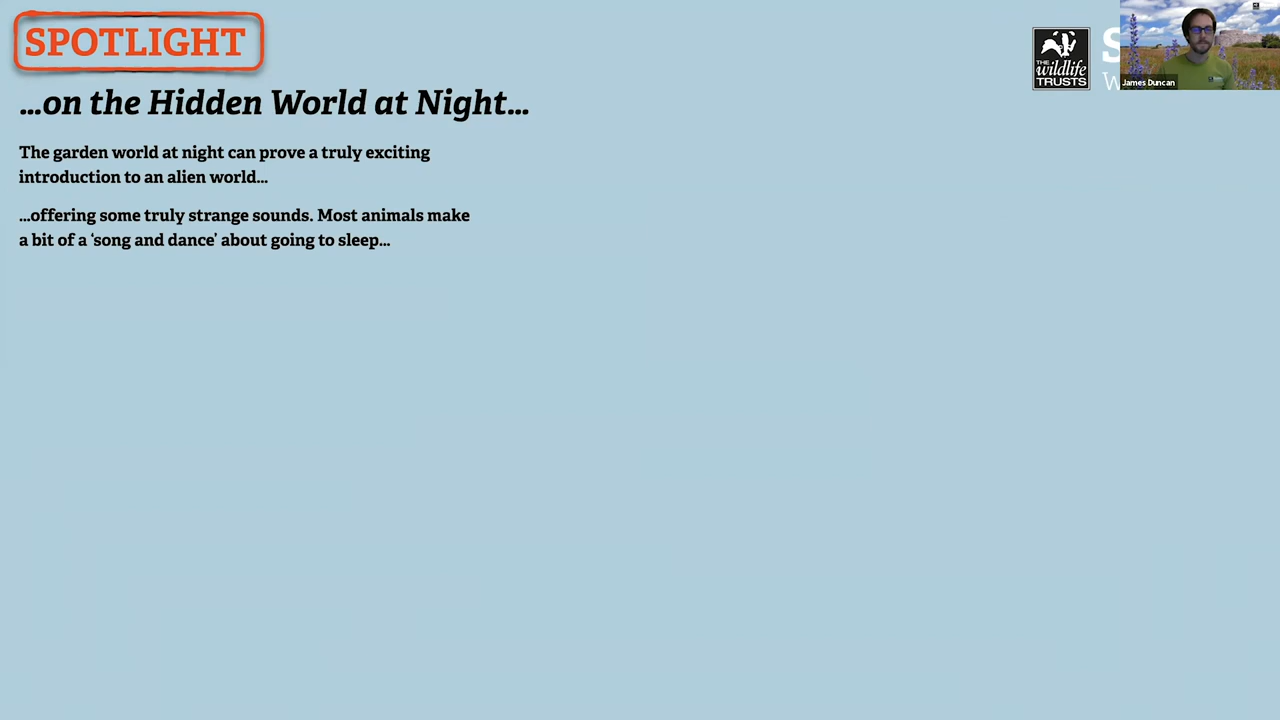 SPOTLIGHT
...on the Hidden World at Night...
The garden world at night can prove a truly exciting
introduction to an alien world...
...offering some truly strange sounds. Most animals make
a bit of a ‘song and dance’ about going to sleep...
THE
wildlife
TRUSTS
S
W
James Duncan